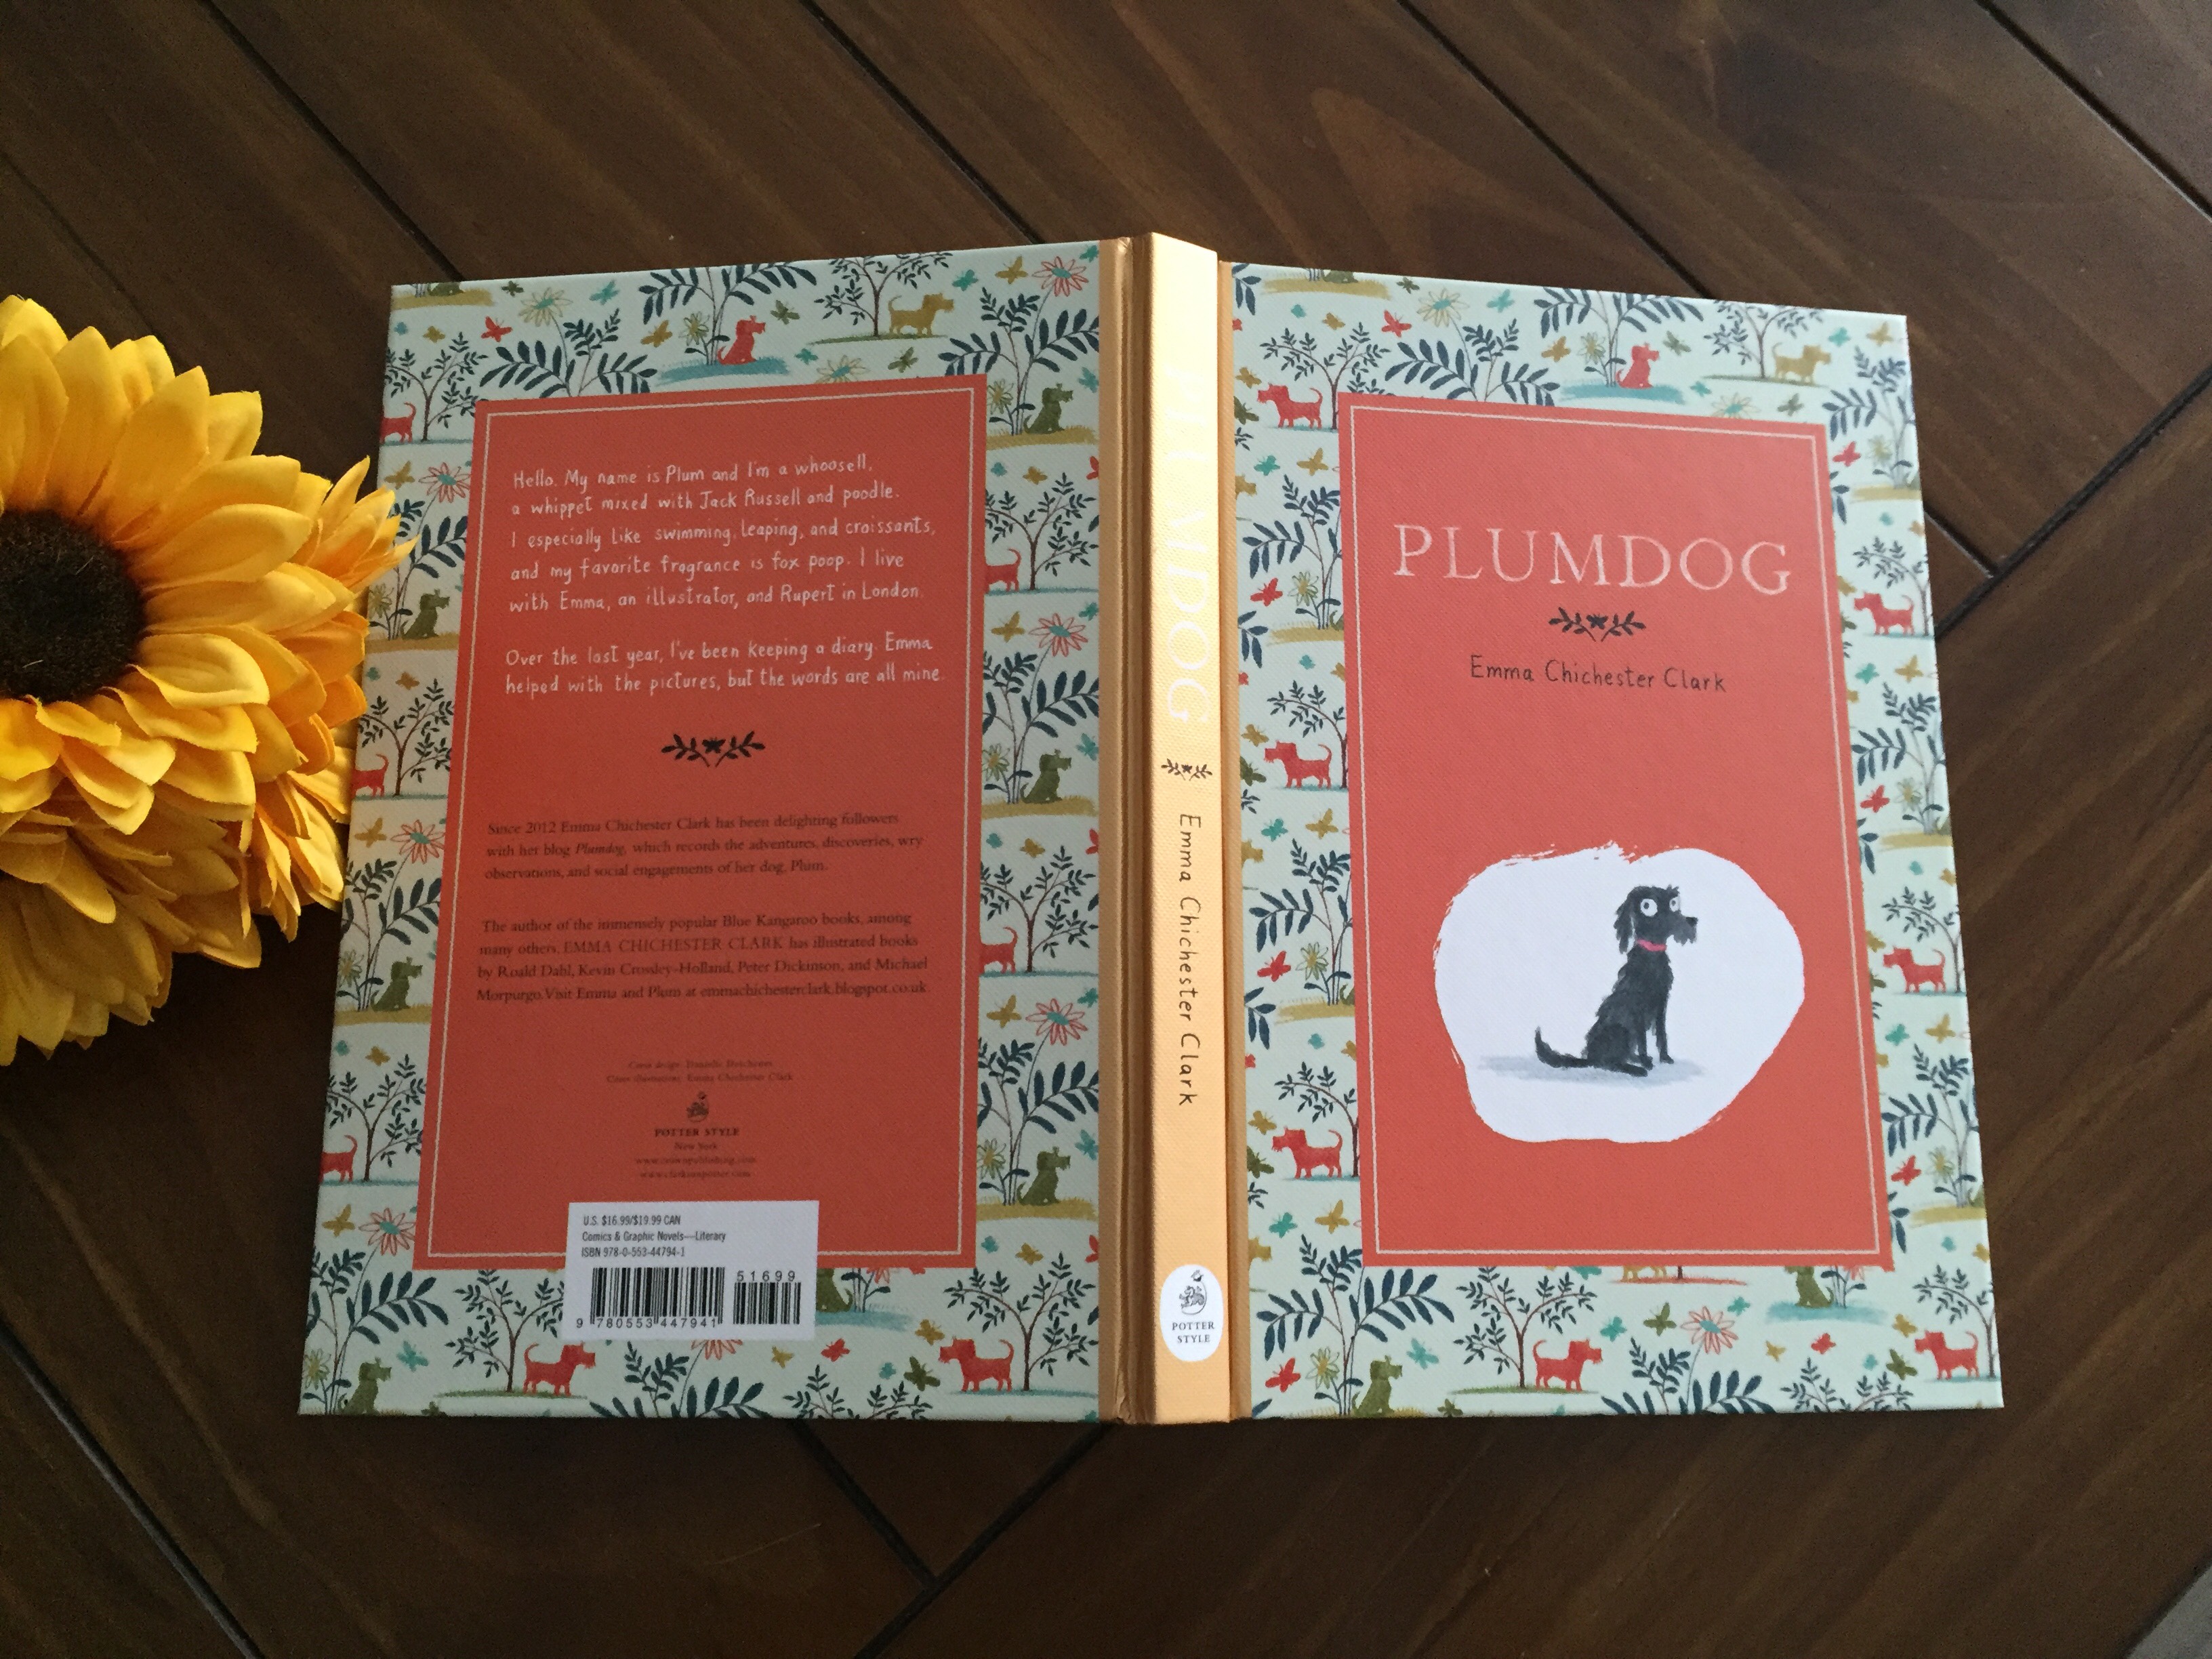 Hello. My name is Plum and I'm a whoosell,
a whippet mixed with Jack Russell and poodle.
I especially like swimming, leaping, and croissants,
and my favorite fragrance is fox poop. I live
with Emma, an illustrator, and Rupert in London.
Over the last year, I've been keeping a diary. Emma
helped with the pictures, but the words are all mine.
Since 2012 Emma Chichester Clark has been delighting followers
with her blog Plumdog, which records the adventures, discoveries, wry
observations, and social engagements of her dog, Plum.
The author of the immensely popular Blue Kangaroo books, among
many others, EMMA CHICHESTER CLARK has illustrated books
by Roald Dahl, Kevin Crossley-Holland, Peter Dickinson, and Michael
Morpurgo. Visit Emma and Plum at emmachichesterclark.blogspot.co.uk.
Cover design: Danielle
Cover illustration: Emma Chichester Clark
POTTER STYLE
New York
www.crownpublishing.com
www.clarksonpotter.com
U.S. $16.99/$19.99 CAN
Comics & Graphic Novels—Literary
ISBN 978-0-553-44794-1
51699
9 780553 447941
PLUMDOG
Emma Chichester Clark
POTTER
STYLE
PLUMDOG
Emma Chichester Clark